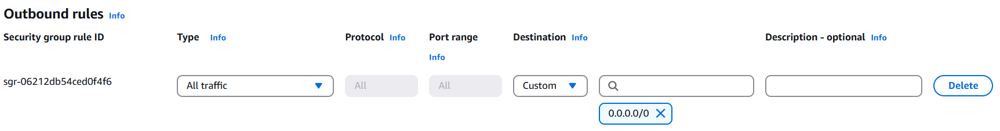 Outbound rules Info
Security group rule ID Type Info Protocol Info Port range Info Destination Info Description - optional Info
sgr-06212db54ced0f4f6 All traffic All All Custom Delete
0.0.0.0/0